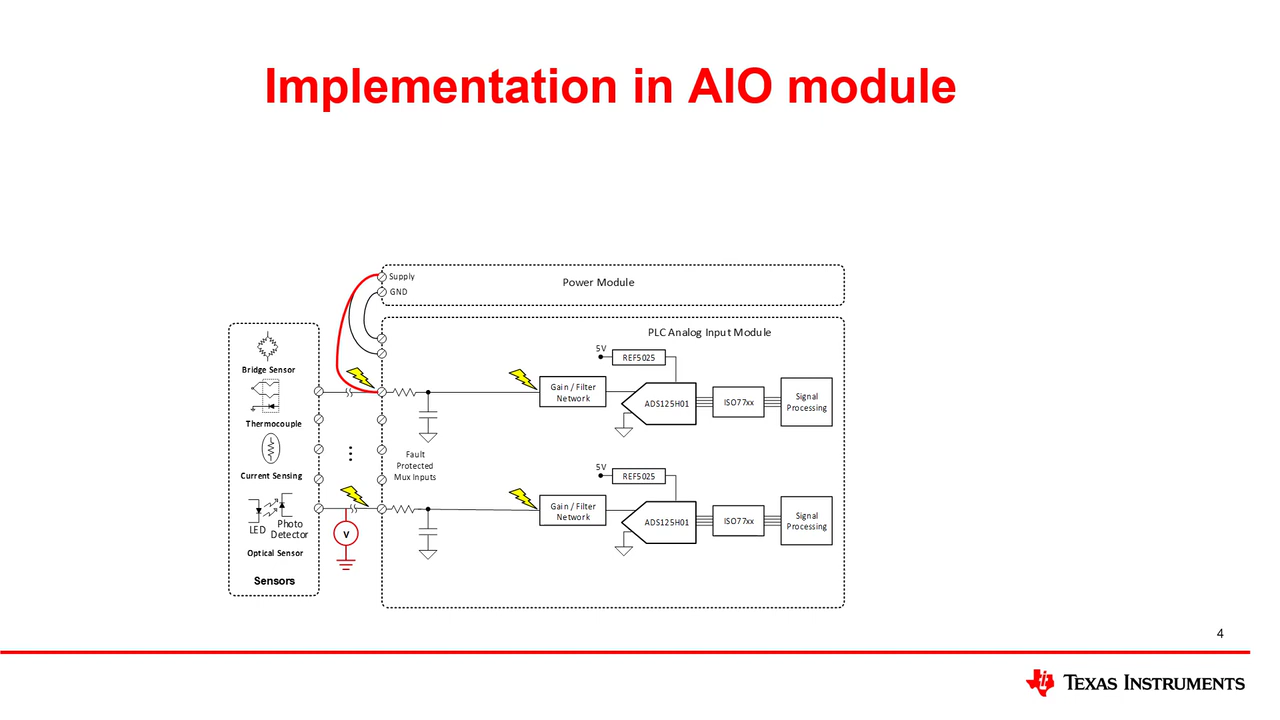 Implementation in AIO module
Supply
GND
Power Module
PLC Analog Input Module
5V
REF5025
Gain / Filter
Network
ADS125H01
ISO77xx
Signal
Processing
Bridge Sensor
Thermocouple
Current Sensing
LED
Photo
Detector
Optical Sensor
Sensors
V
Fault
Protected
Mux Inputs
5V
REF5025
Gain / Filter
Network
ADS125H01
ISO77xx
Signal
Processing
4
TEXAS INSTRUMENTS